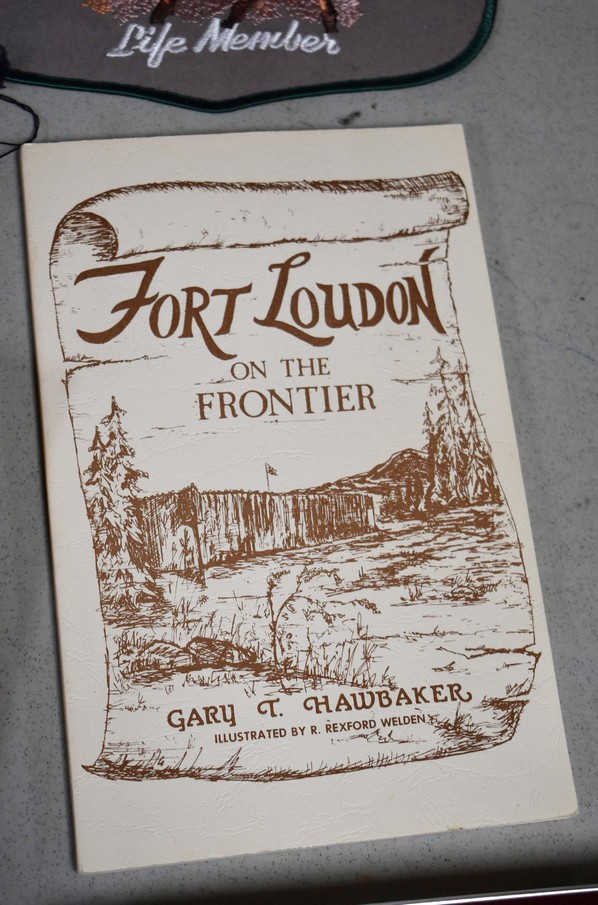 Life Member
FORT LOUDON
ON THE
FRONTIER
GARY T. HAWBAKER
ILLUSTRATED BY R. REXFORD WELDEN